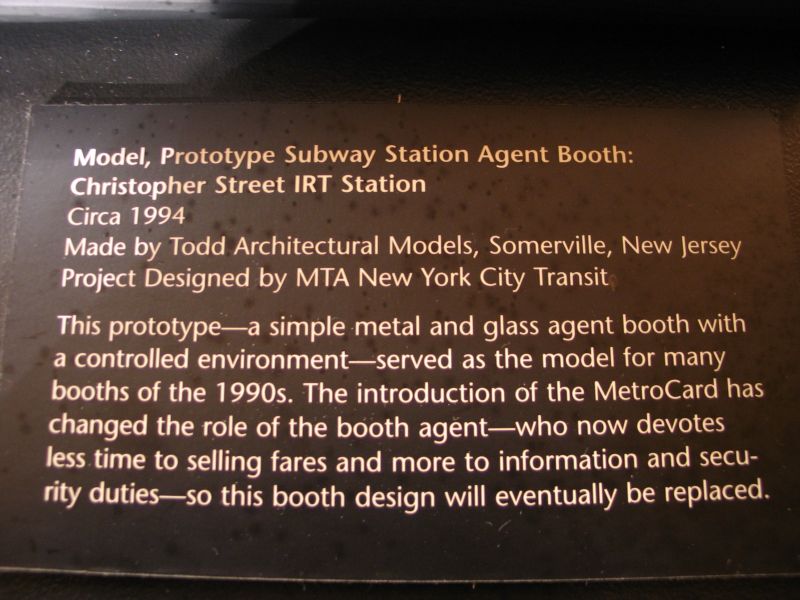 Model, Prototype Subway Station Agent Booth:
Christopher Street IRT Station
Circa 1994
Made by Todd Architectural Models, Somerville, New Jersey
Project Designed by MTA New York City Transit
This prototype—a simple metal and glass agent booth with
a controlled environment—served as the model for many
booths of the 1990s. The introduction of the MetroCard has
changed the role of the booth agent—who now devotes
less time to selling fares and more to information and secu-
rity duties—so this booth design will eventually be replaced.